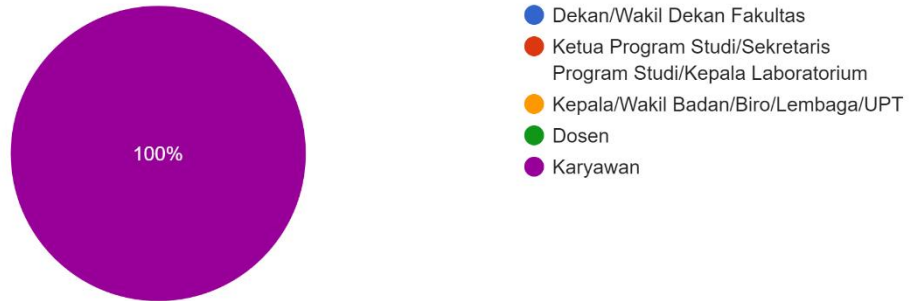 100%
Dekan/Wakil Dekan Fakultas
Ketua Program Studi/Sekretaris
Program Studi/Kepala Laboratorium
Kepala/Wakil Badan/Biro/Lembaga/UPT
Dosen
Karyawan